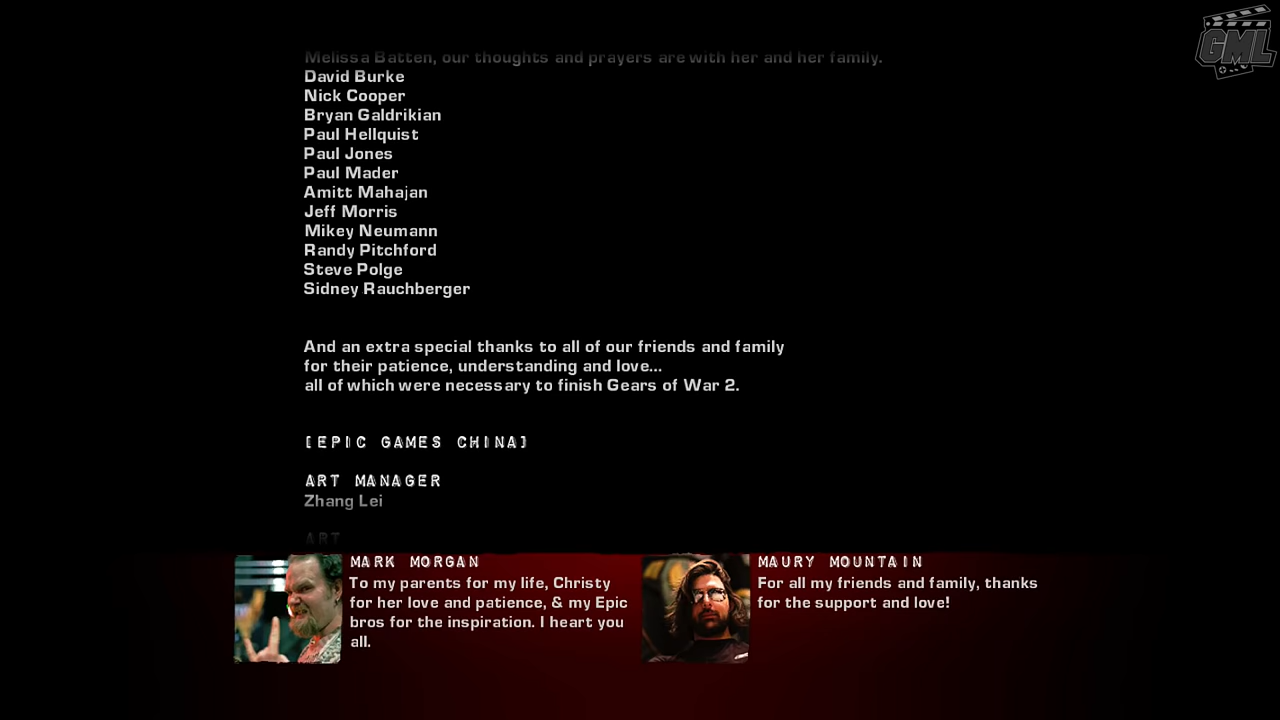 GML
Melissa Batten, our thoughts and prayers are with her and her family.
David Burke
Nick Cooper
Bryan Galdrikian
Paul Hellquist
Paul Jones
Paul Mader
Amitt Mahajan
Jeff Morris
Mikey Neumann
Randy Pitchford
Steve Polge
Sidney Rauchberger
And an extra special thanks to all of our friends and family
for their patience, understanding and love...
all of which were necessary to finish Gears of War 2.
[EPIC GAMES CHINA]
ART MANAGER
Zhang Lei
ART
MARK MORGAN
To my parents for my life, Christy
for her love and patience, & my Epic
bros for the inspiration. I heart you
all.
MAURY MOUNTAIN
For all my friends and family, thanks
for the support and love!